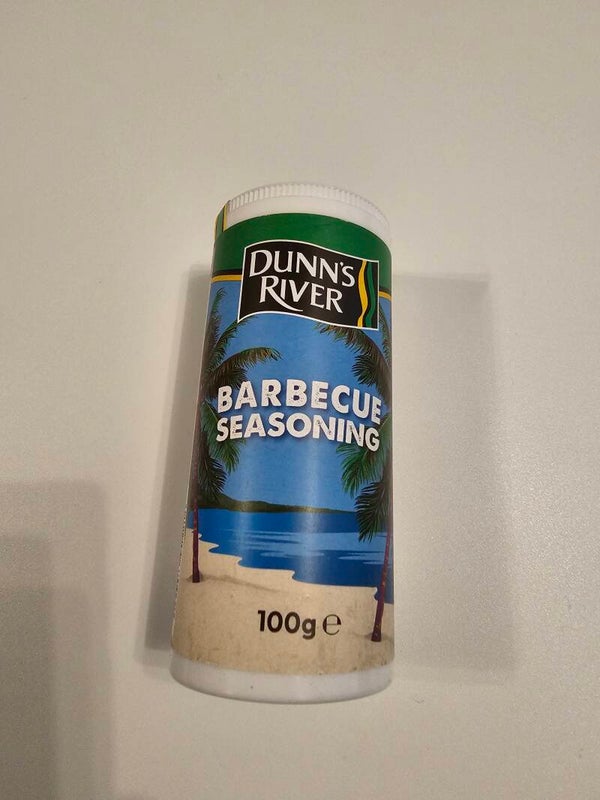 DUNN'S
RIVER
BARBECUE
SEASONING
100g ℮